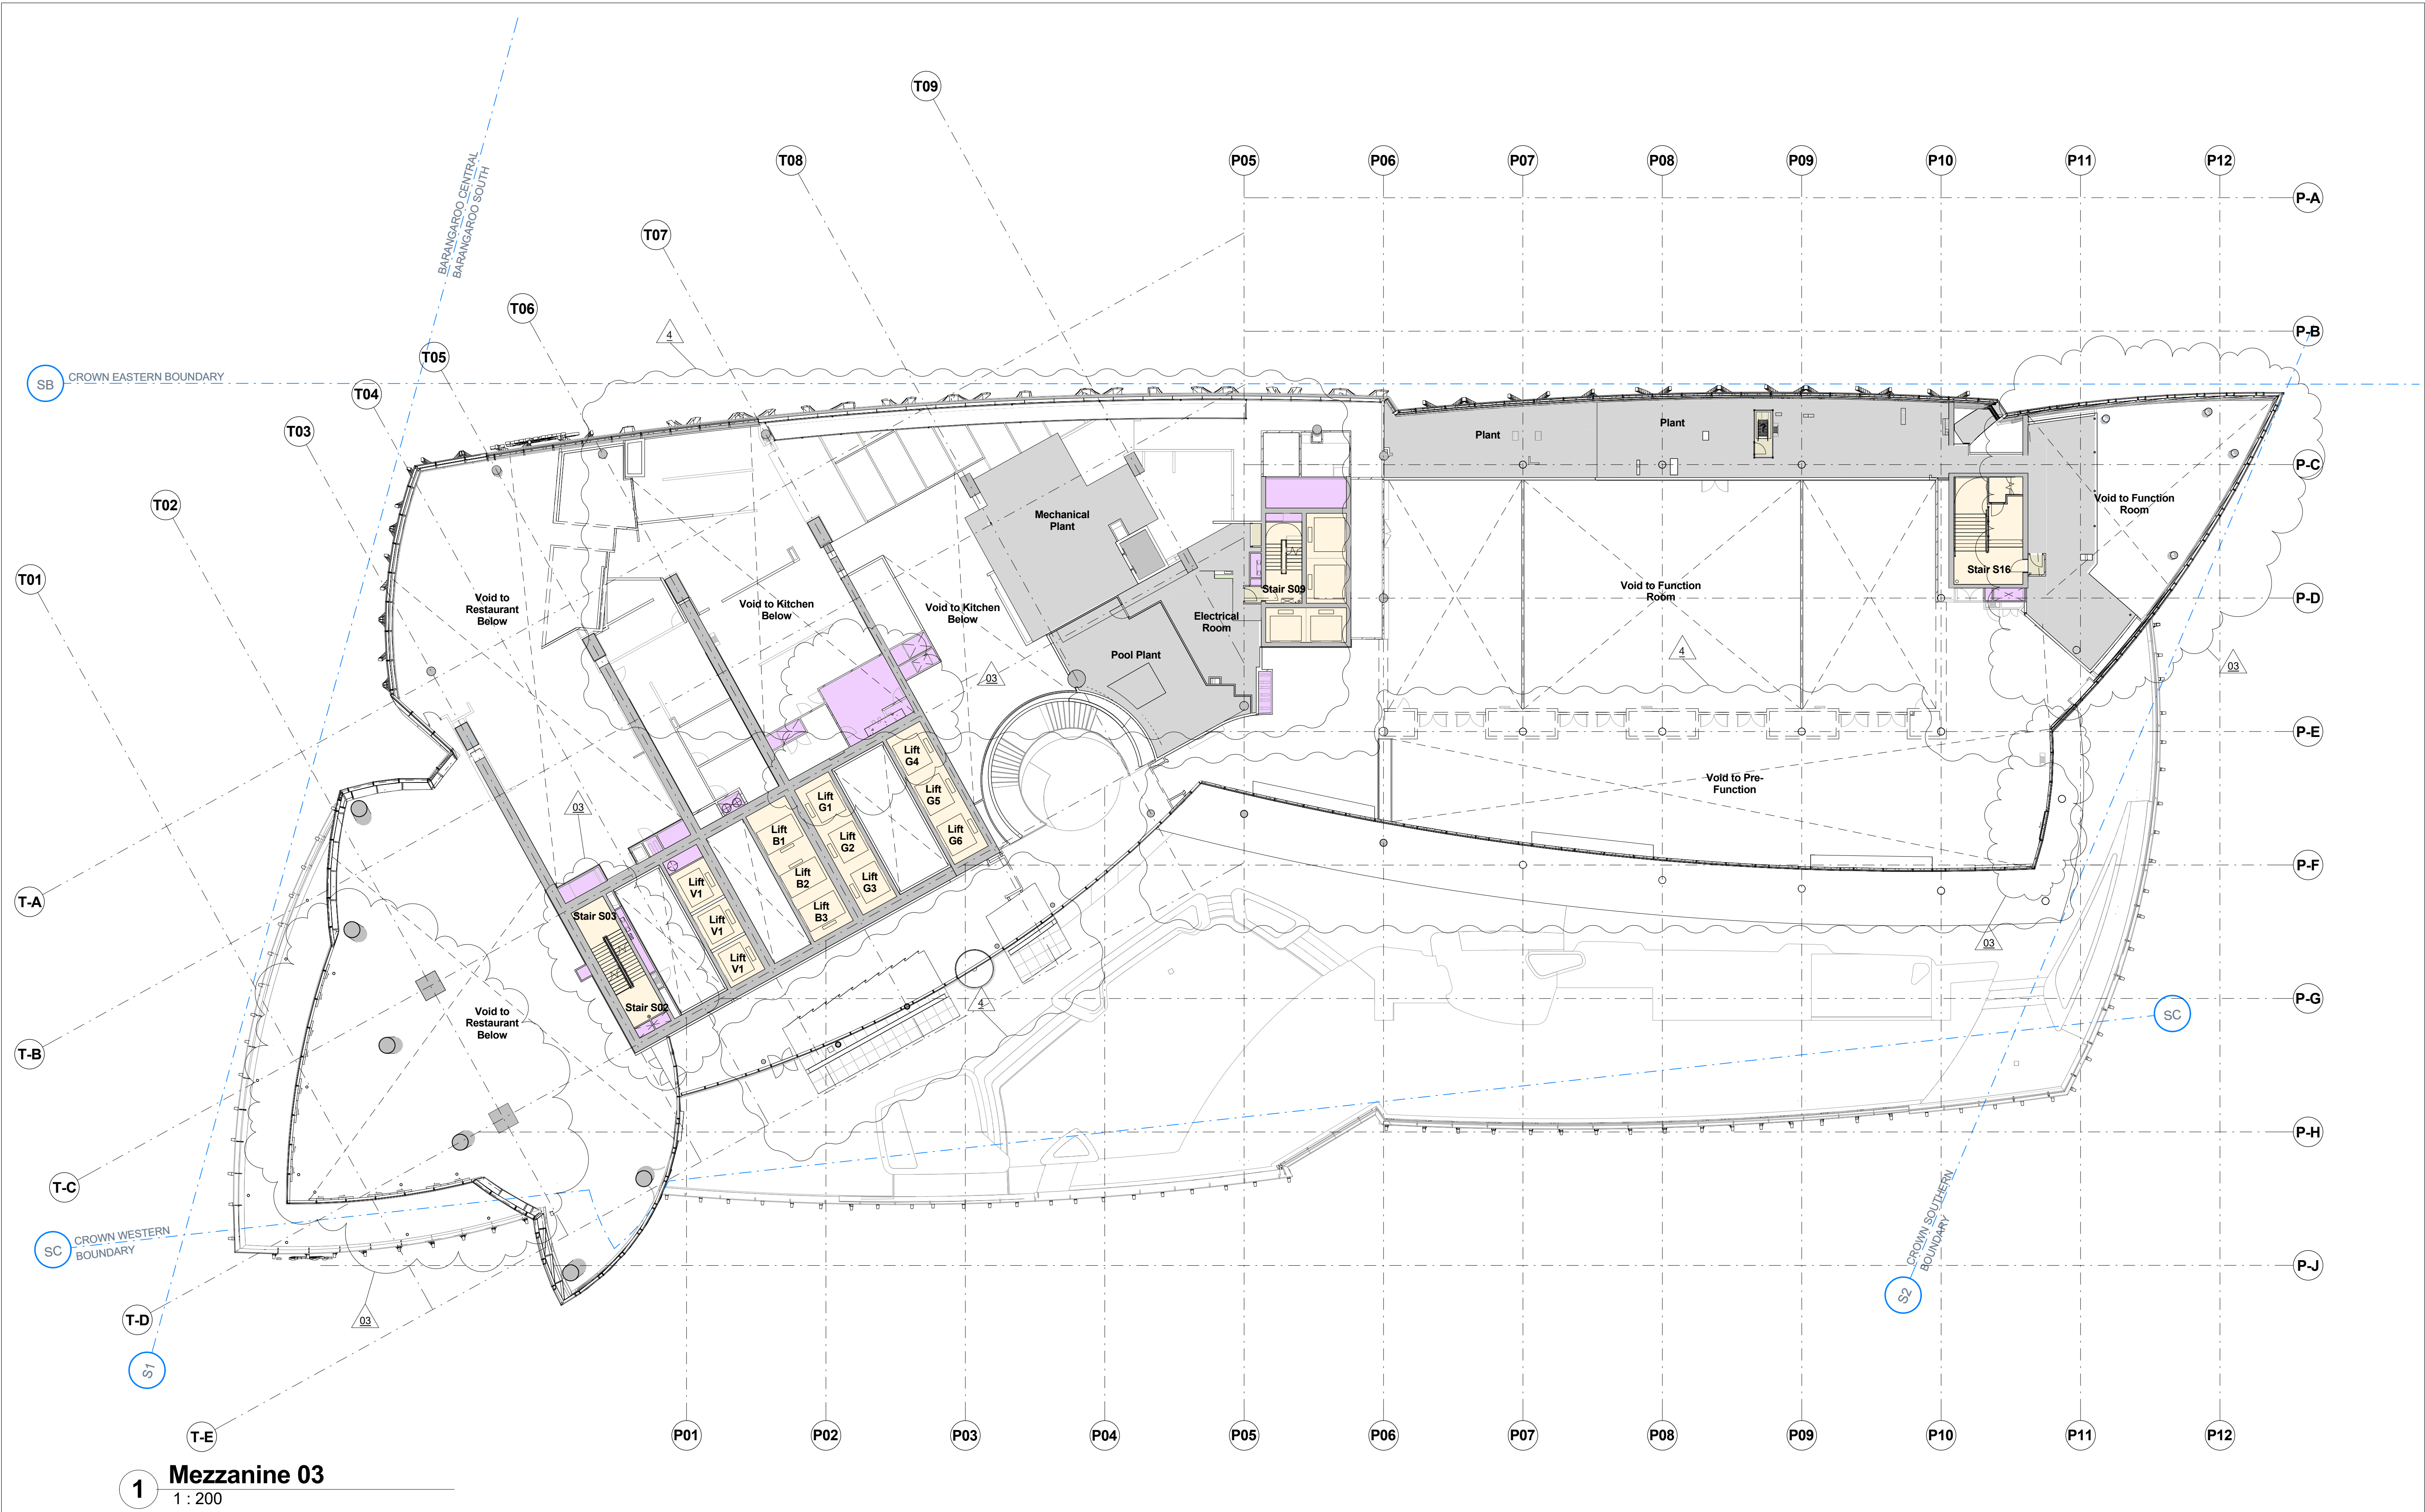 T09
T08
P05
P06
P07
P08
P09
P10
P11
P12
P-A
BARANGAROO CENTRAL
BARANGAROO SOUTH
T07
T06
4
P-B
T05
SB
CROWN EASTERN BOUNDARY
T04
T03
Plant
Plant
P-C
T02
Void to Function
Room
Mechanical
Plant
T01
Stair S16
Void to
Restaurant
Below
Void to Kitchen
Below
Void to Kitchen
Below
Stair S09
Void to Function
Room
P-D
Electrical
Room
Pool Plant
4
03
03
P-E
Lift
G4
Void to Pre-
Function
Lift
G5
Lift
G1
03
Lift
B1
Lift
G2
Lift
G6
P-F
Lift
V1
Lift
B2
Lift
G3
T-A
Stair S03
Lift
V1
Lift
B3
03
Lift
V1
4
P-G
Stair S02
Void to
Restaurant
Below
SC
T-B
P-H
T-C
CROWN SOUTHERN
BOUNDARY
SC
CROWN WESTERN
BOUNDARY
P-J
S2
T-D
03
S1
T-E
P01
P02
P03
P04
P05
P06
P07
P08
P09
P10
P11
P12
1
Mezzanine 03
1 : 200